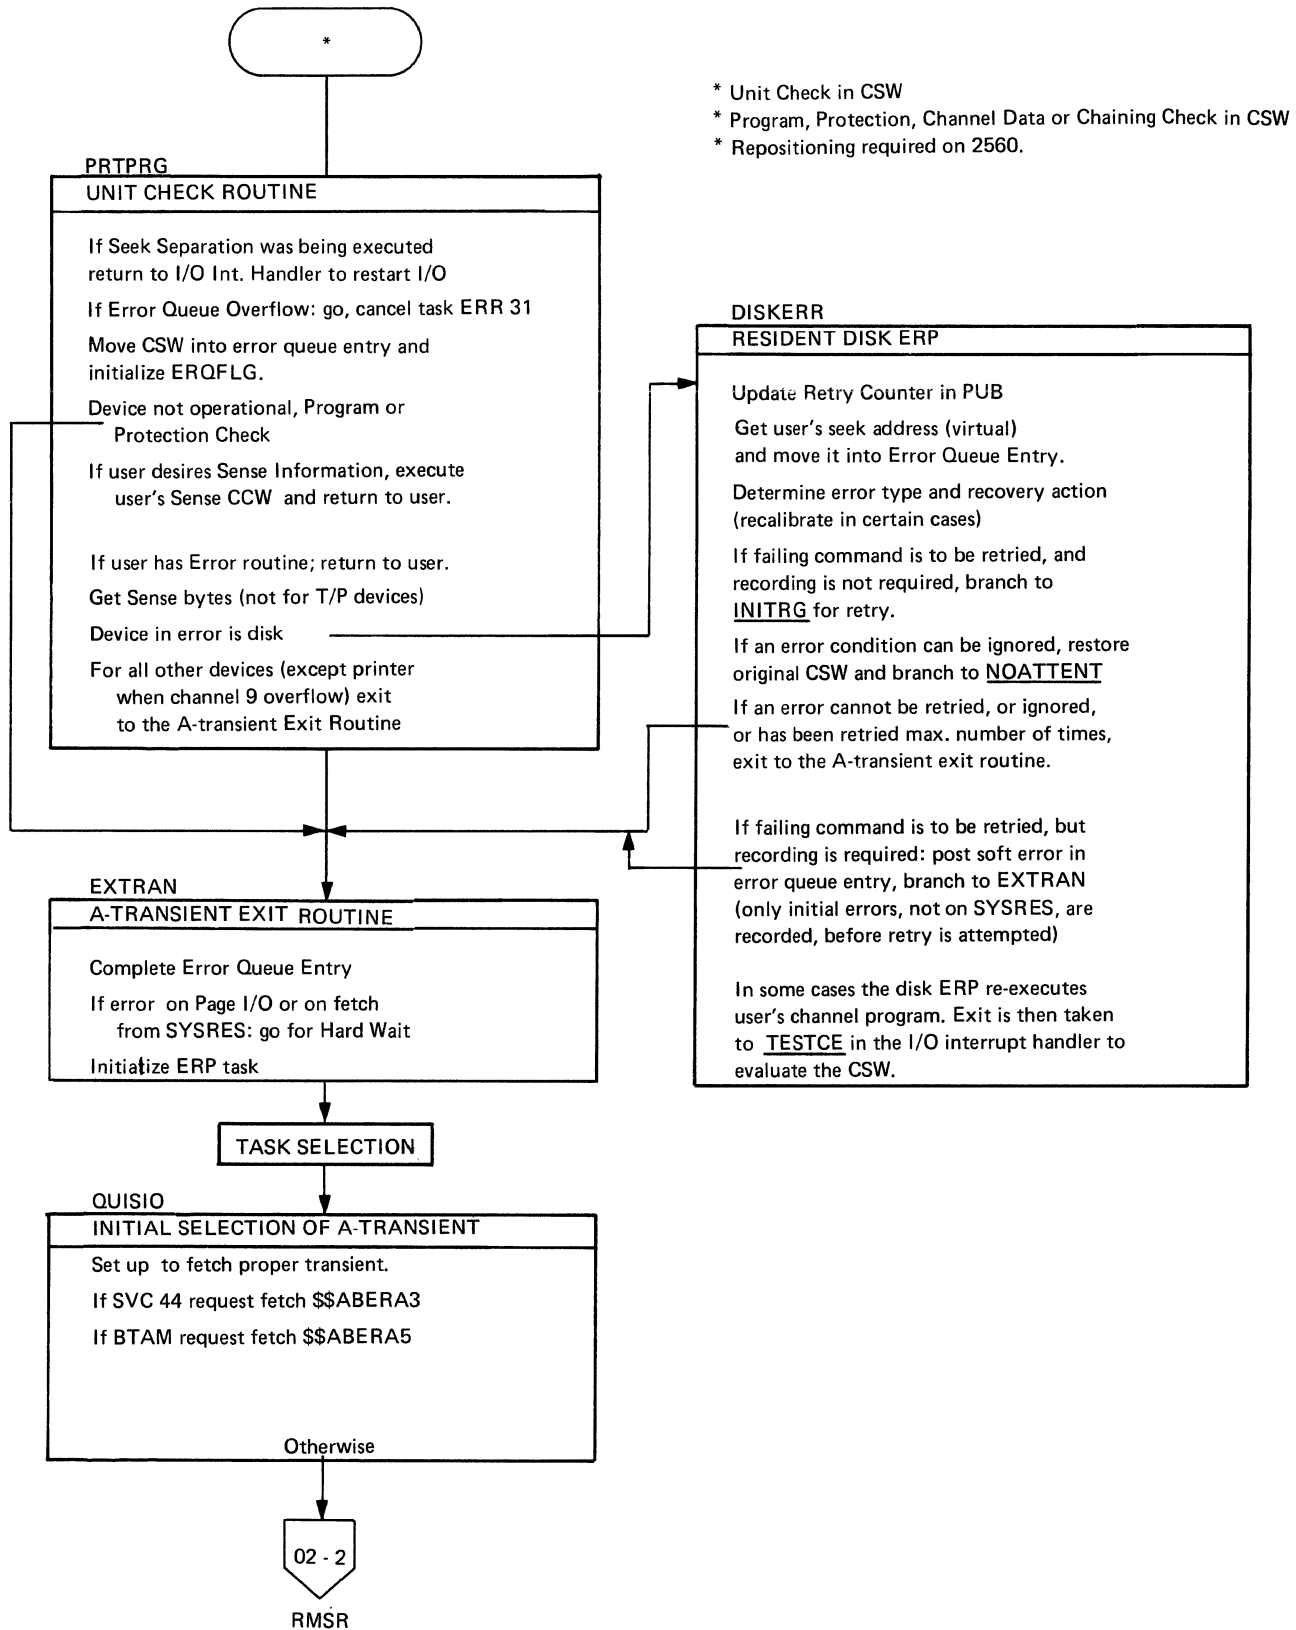 *
* Unit Check in CSW
* Program, Protection, Channel Data or Chaining Check in CSW
* Repositioning required on 2560.
PRTPRG
UNIT CHECK ROUTINE
If Seek Separation was being executed
return to I/O Int. Handler to restart I/O
If Error Queue Overflow: go, cancel task ERR 31
Move CSW into error queue entry and
initialize ERQFLG.
Device not operational, Program or
Protection Check
If user desires Sense Information, execute
user's Sense CCW and return to user.
If user has Error routine; return to user.
Get Sense bytes (not for T/P devices)
Device in error is disk
For all other devices (except printer
when channel 9 overflow) exit
to the A-transient Exit Routine
DISKERR
RESIDENT DISK ERP
Update Retry Counter in PUB
Get user's seek address (virtual)
and move it into Error Queue Entry.
Determine error type and recovery action
(recalibrate in certain cases)
If failing command is to be retried, and
recording is not required, branch to
INITRG for retry.
If an error condition can be ignored, restore
original CSW and branch to NOATTENT
If an error cannot be retried, or ignored,
or has been retried max. number of times,
exit to the A-transient exit routine.
If failing command is to be retried, but
recording is required: post soft error in
error queue entry, branch to EXTRAN
(only initial errors, not on SYSRES, are
recorded, before retry is attempted)
In some cases the disk ERP re-executes
user's channel program. Exit is then taken
to TESTCE in the I/O interrupt handler to
evaluate the CSW.
EXTRAN
A-TRANSIENT EXIT ROUTINE
Complete Error Queue Entry
If error on Page I/O or on fetch
from SYSRES: go for Hard Wait
Initiatize ERP task
TASK SELECTION
QUISIO
INITIAL SELECTION OF A-TRANSIENT
Set up to fetch proper transient.
If SVC 44 request fetch $$ABERA3
If BTAM request fetch $$ABERA5
Otherwise
02 - 2
RMSR